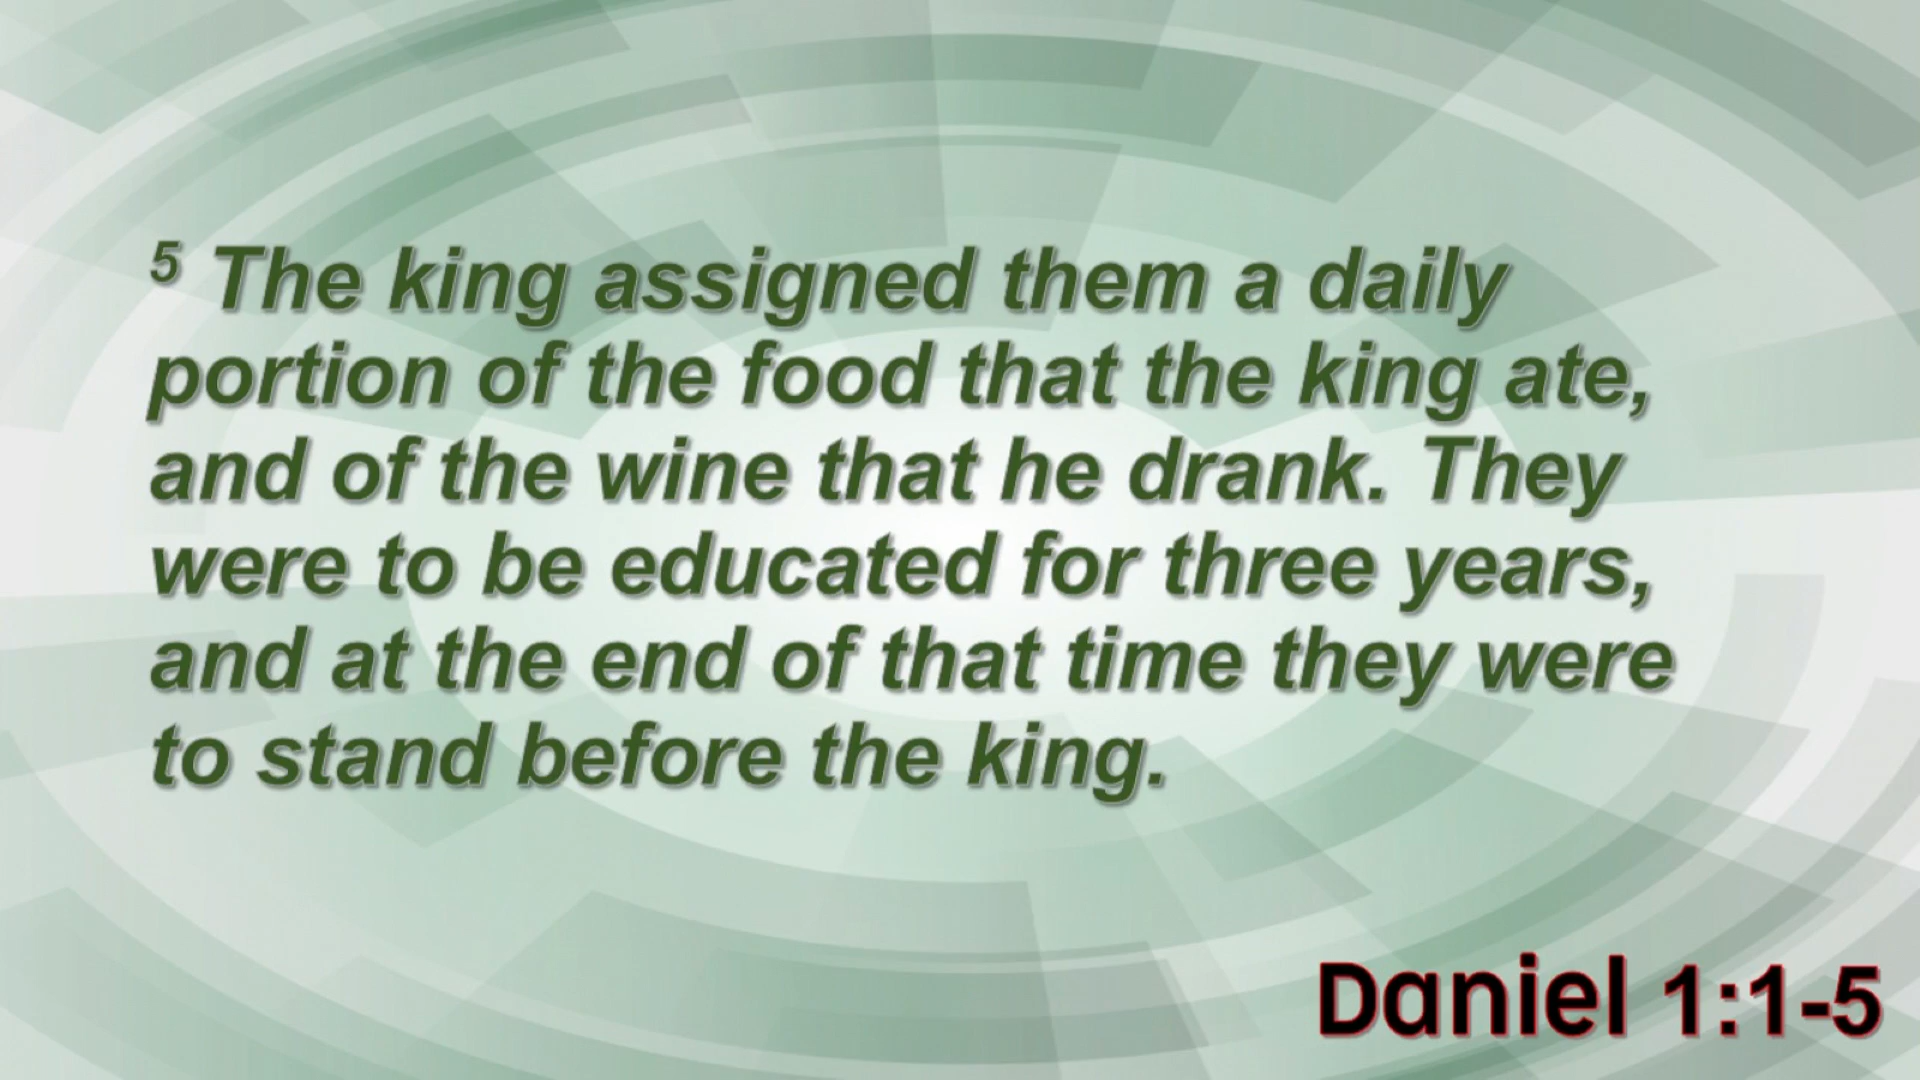 5 The king assigned them a daily
portion of the food that the king ate,
and of the wine that he drank. They
were to be educated for three years,
and at the end of that time they were
to stand before the king.
Daniel 1:1-5